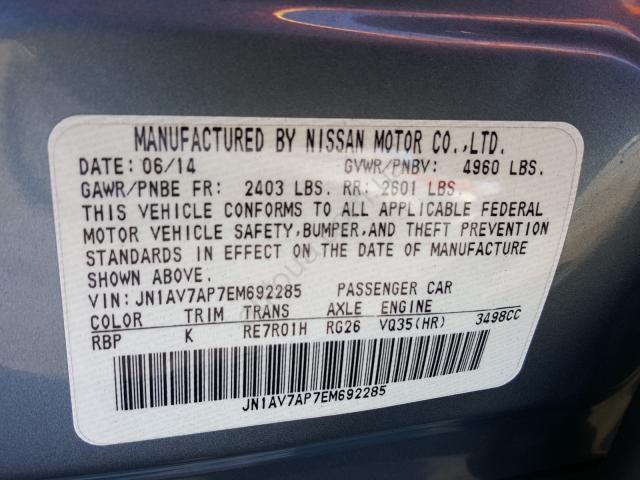 MANUFACTURED BY NISSAN MOTOR CO.,LTD.
DATE: 06/14 GVWR/PNBV: 4960 LBS.
GAWR/PNBE FR: 2403 LBS. RR: 2601 LBS.
THIS VEHICLE CONFORMS TO ALL APPLICABLE FEDERAL
MOTOR VEHICLE SAFETY,BUMPER,AND THEFT PREVENTION
STANDARDS IN EFFECT ON THE DATE OF MANUFACTURE
SHOWN ABOVE.
VIN: JN1AV7AP7EM692285 PASSENGER CAR
COLOR TRIM TRANS AXLE ENGINE
RBP K RE7R01H RG26 VQ35(HR) 3498CC
JN1AV7AP7EM692285